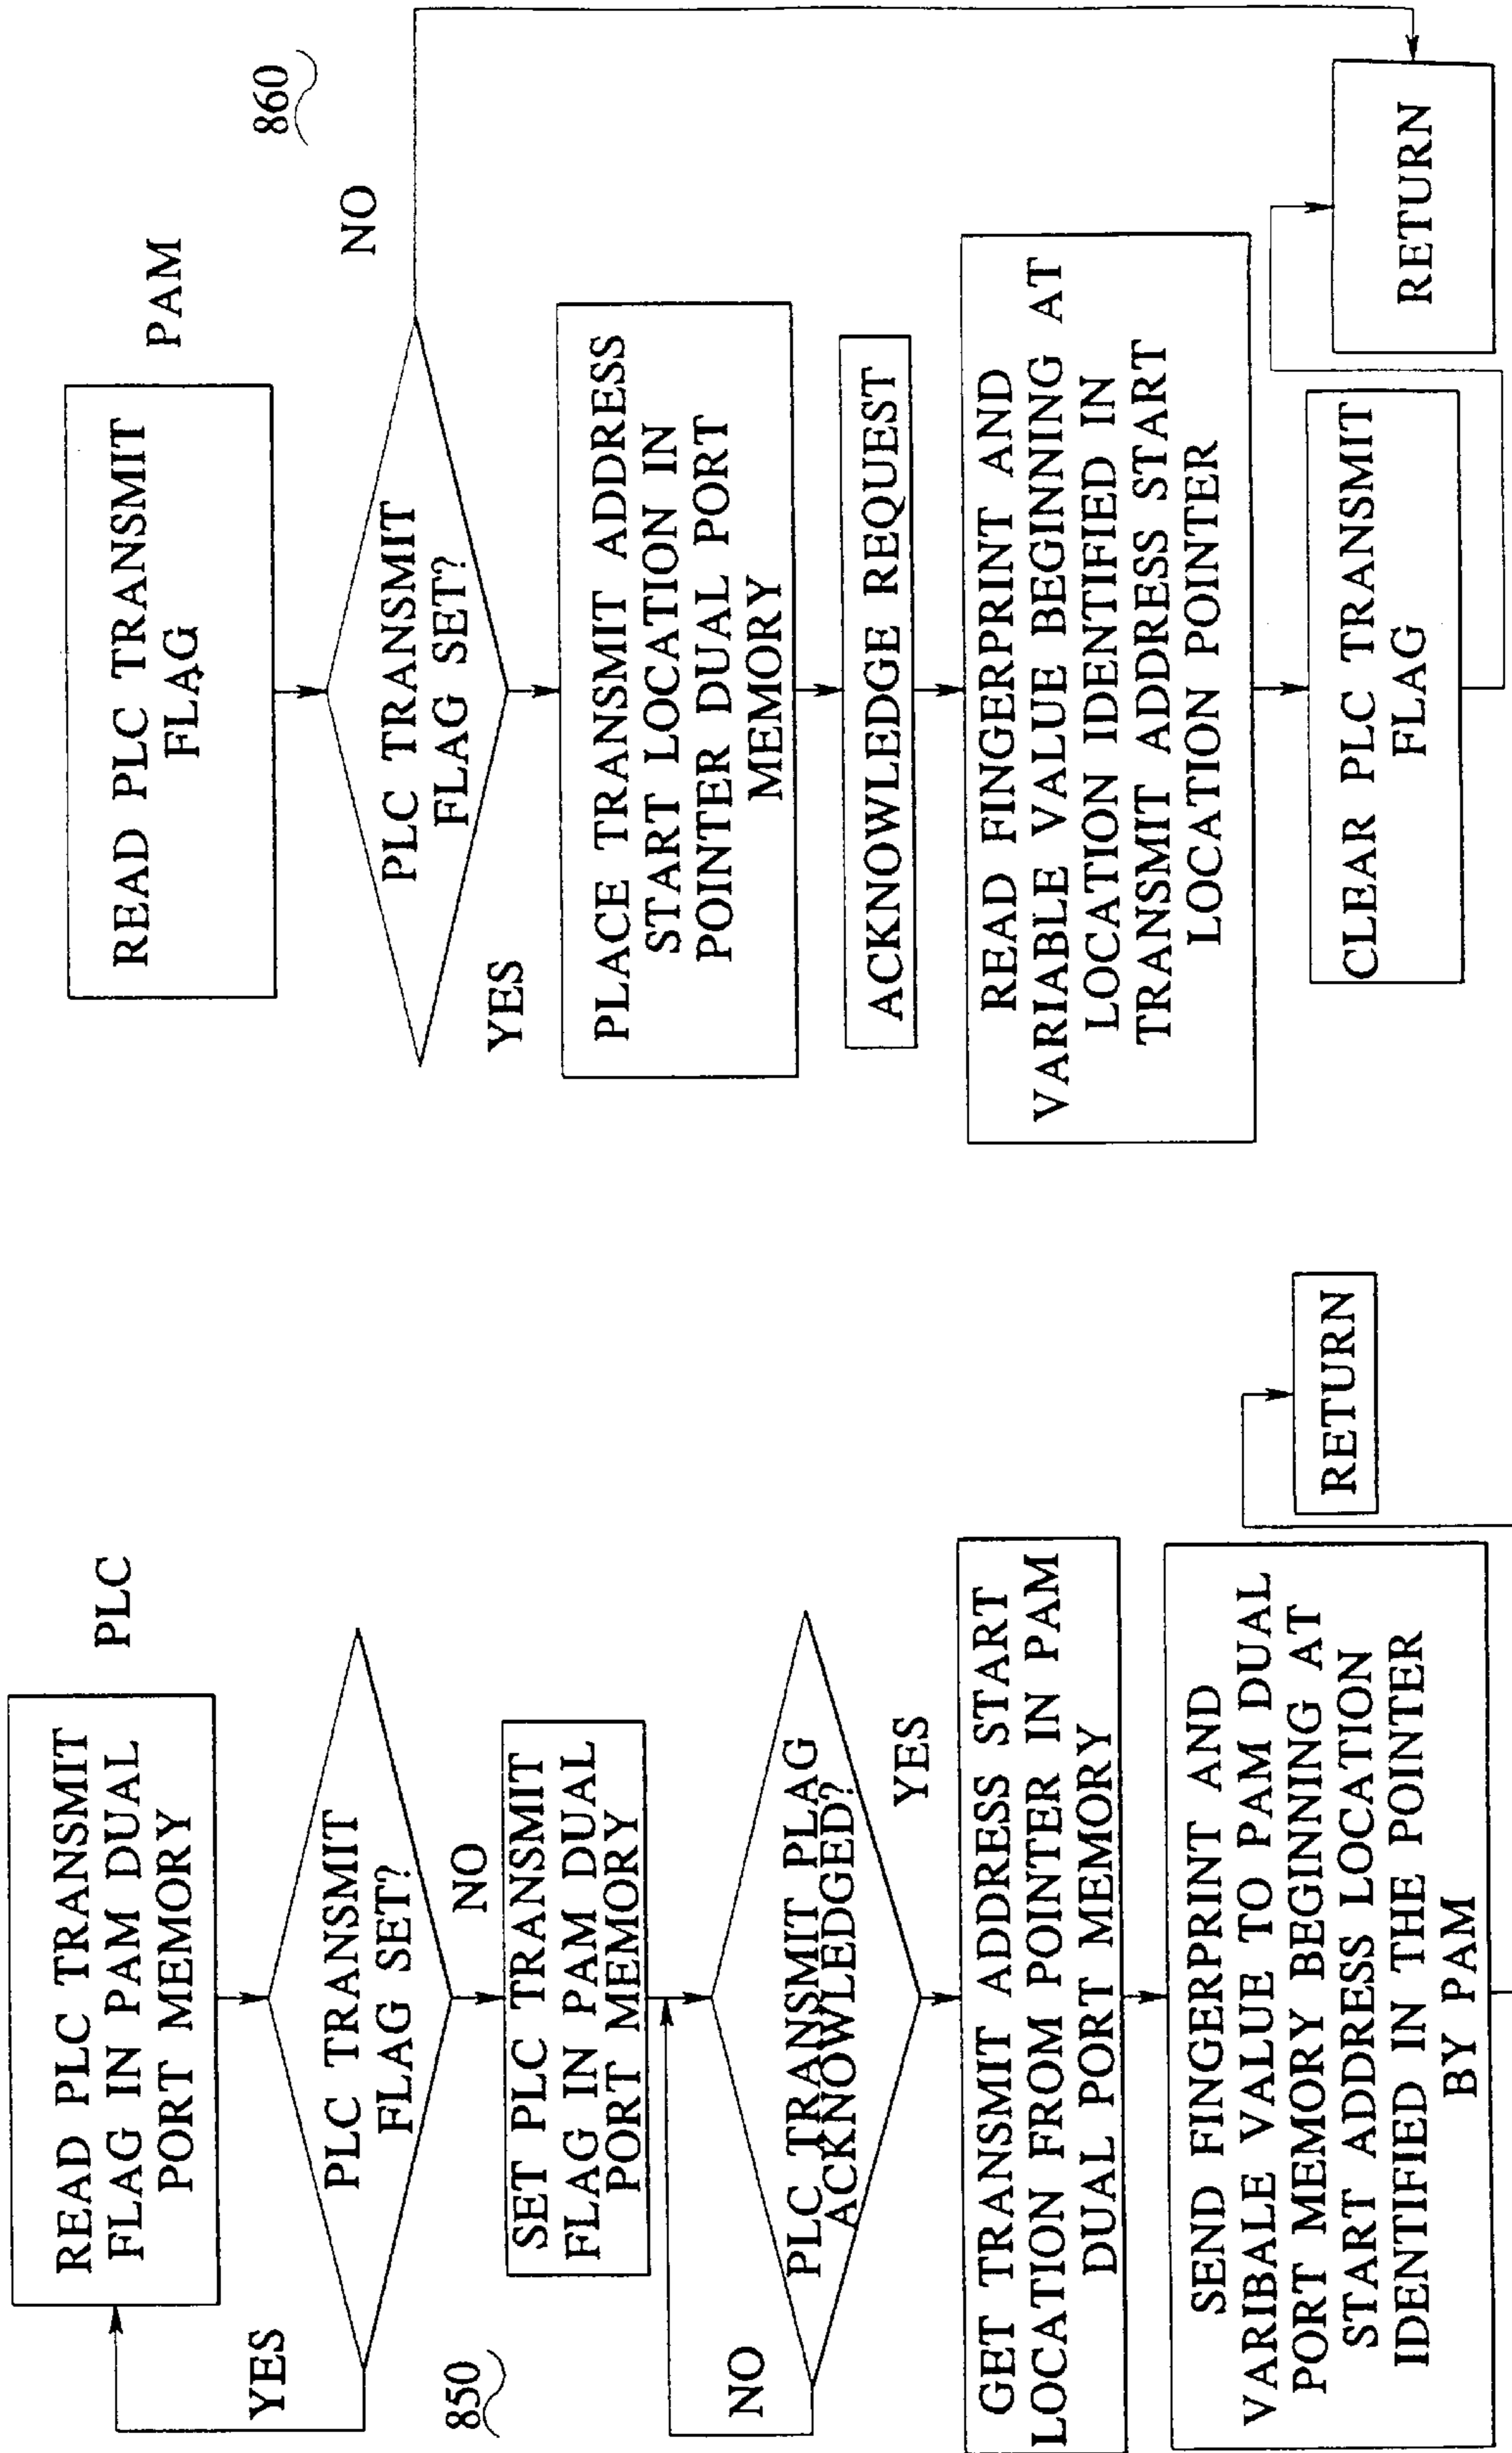 PLC
READ PLC TRANSMIT
FLAG IN PAM DUAL
PORT MEMORY
PLC TRANSMIT
FLAG SET?
YES
NO
850
SET PLC TRANSMIT
FLAG IN PAM DUAL
PORT MEMORY
PLC TRANSMIT PLAG
ACKNOWLEDGED?
NO
YES
GET TRANSMIT ADDRESS START
LOCATION FROM POINTER IN PAM
DUAL PORT MEMORY
SEND FINGERPRINT AND
VARIBALE VALUE TO PAM DUAL
PORT MEMORY BEGINNING AT
START ADDRESS LOCATION
IDENTIFIED IN THE POINTER
BY PAM
RETURN
PAM
860
READ PLC TRANSMIT
FLAG
PLC TRANSMIT
FLAG SET?
NO
YES
PLACE TRANSMIT ADDRESS
START LOCATION IN
POINTER DUAL PORT
MEMORY
ACKNOWLEDGE REQUEST
READ FINGERPRINT AND
VARIABLE VALUE BEGINNING AT
LOCATION IDENTIFIED IN
TRANSMIT ADDRESS START
LOCATION POINTER
CLEAR PLC TRANSMIT
FLAG
RETURN